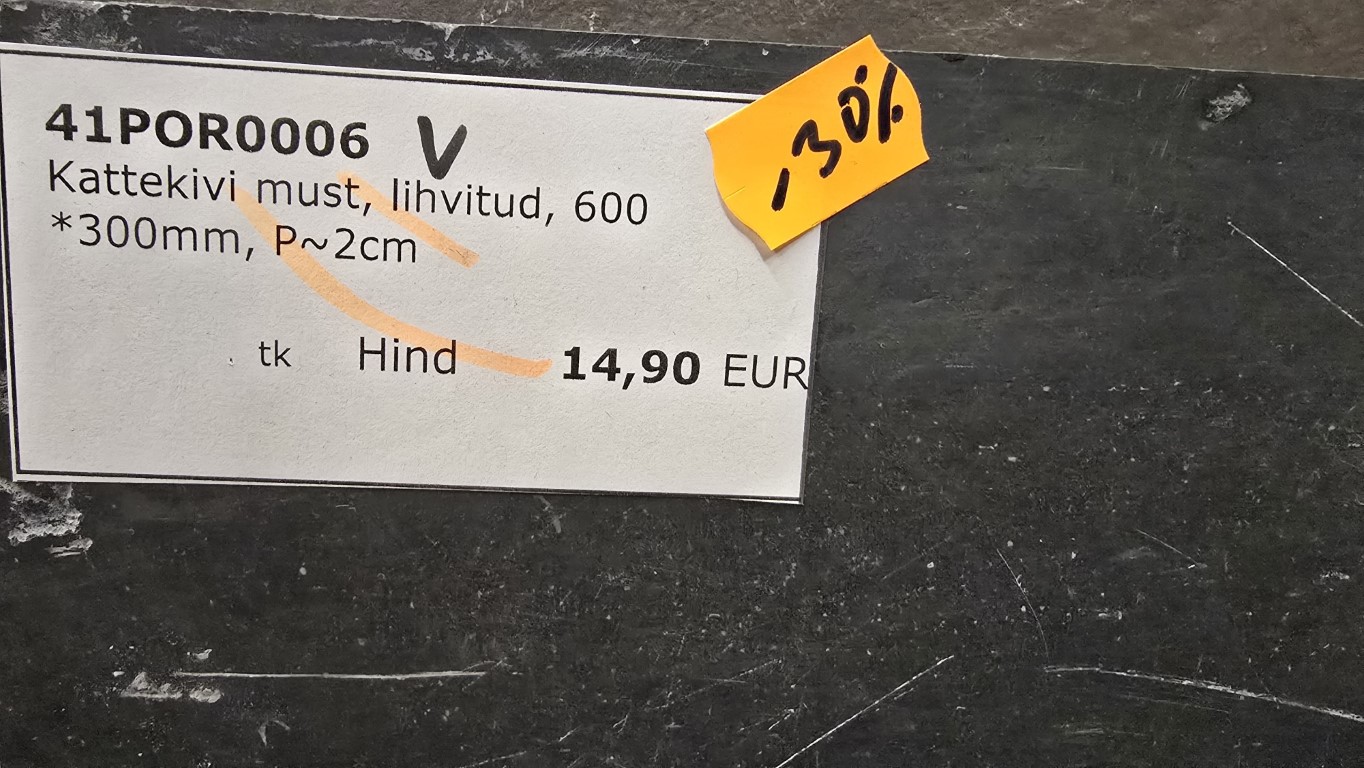 41POR0006 V
Kattekivi must, lihvitud, 600
*300mm, P~2cm
tk Hind 14,90 EUR
-30%